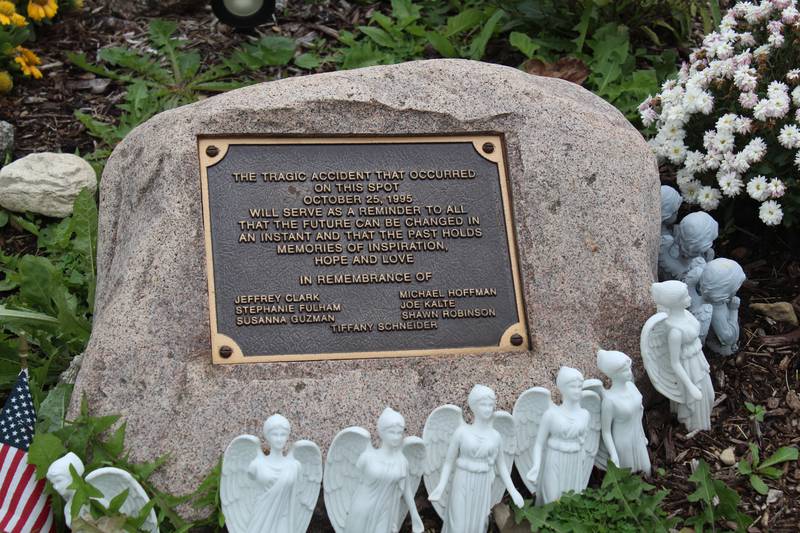 THE TRAGIC ACCIDENT THAT OCCURRED
ON THIS SPOT
OCTOBER 25, 1995
WILL SERVE AS A REMINDER TO ALL
THAT THE FUTURE CAN BE CHANGED IN
AN INSTANT AND THAT THE PAST HOLDS
MEMORIES OF INSPIRATION,
HOPE AND LOVE
IN REMEMBRANCE OF
JEFFREY CLARK
STEPHANIE FULHAM
SUSANNA GUZMAN
MICHAEL HOFFMAN
JOE KALTE
SHAWN ROBINSON
TIFFANY SCHNEIDER